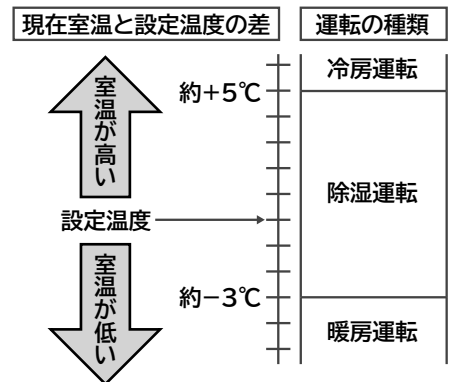 現在室温と設定温度の差
運転の種類
室温が高い
約+5℃
冷房運転
除湿運転
設定温度
室温が低い
約−3℃
暖房運転